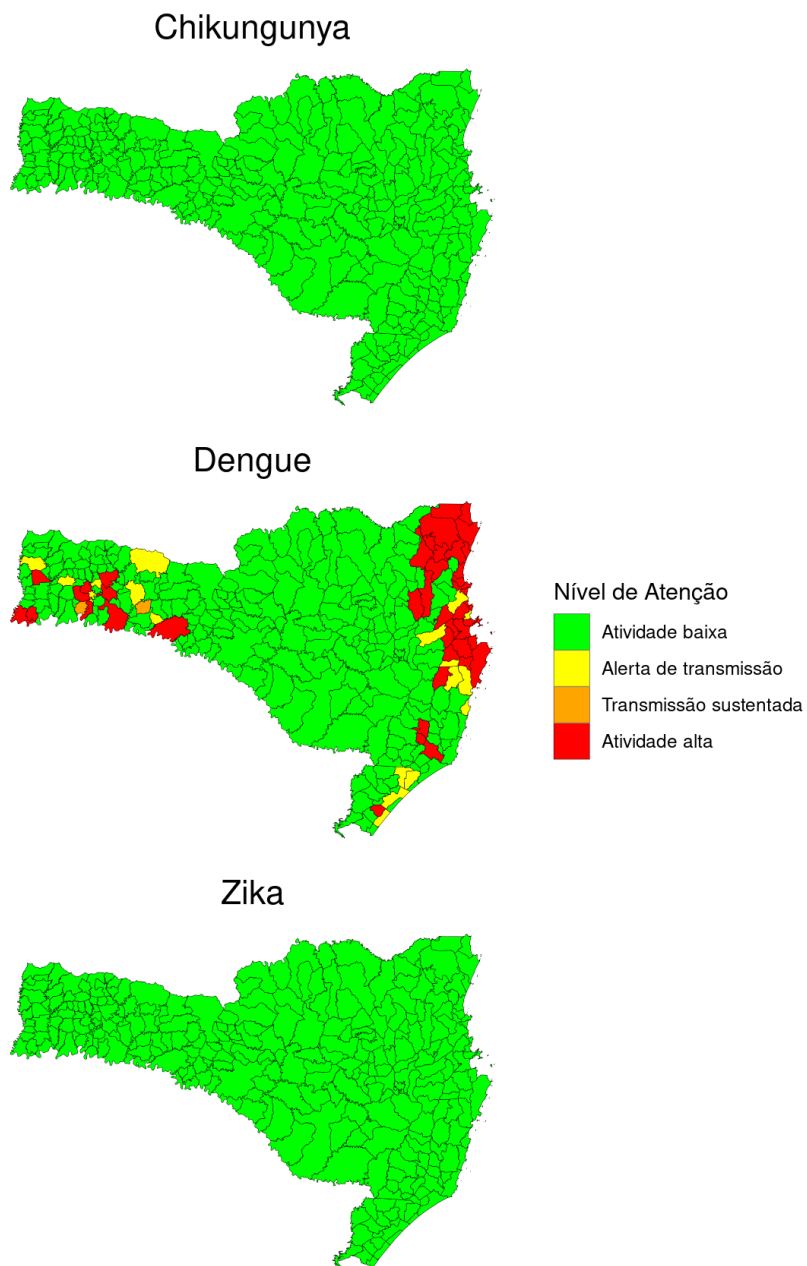 Chikungunya
Dengue
Nível de Atenção
Atividade baixa
Alerta de transmissão
Transmissão sustentada
Atividade alta
Zika